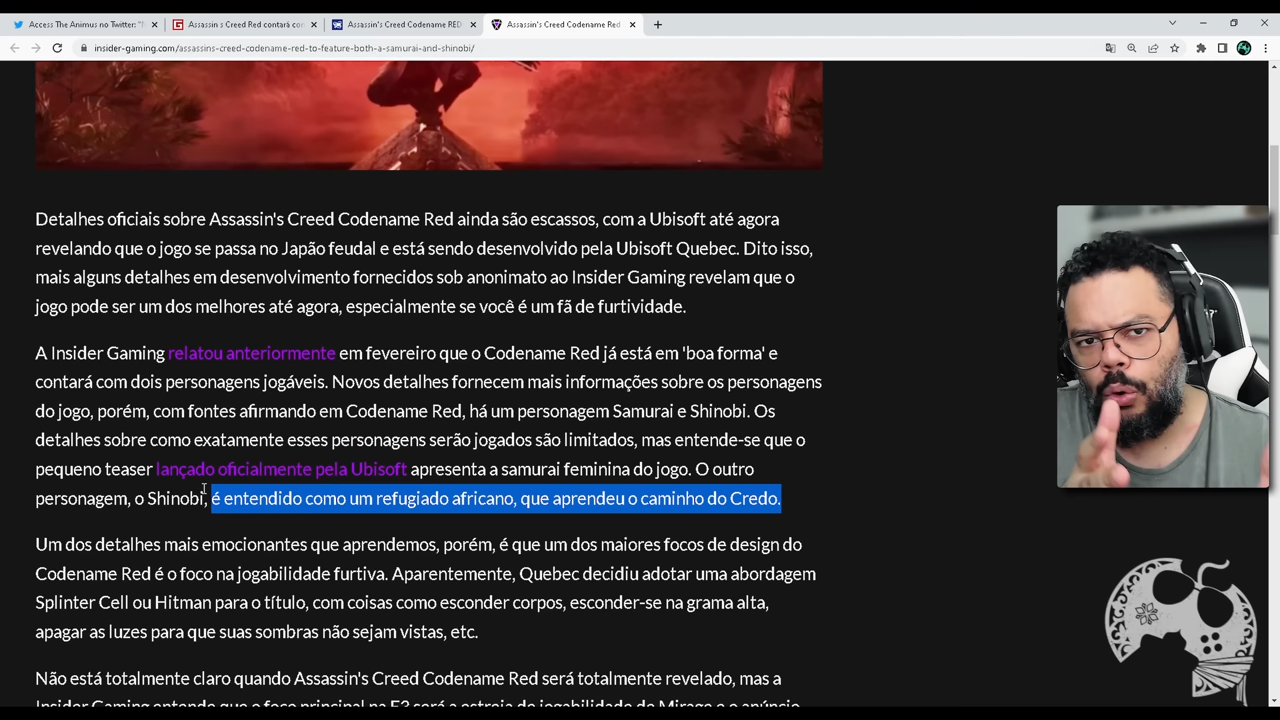 Access The Animus no Twitter: "
Assassin s Creed Red contará co
Assassin's Creed Codename RED
Assassin's Creed Codename Red
insider-gaming.com/assassins-creed-codename-red-to-feature-both-a-samurai-and-shinobi/
Detalhes oficiais sobre Assassin's Creed Codename Red ainda são escassos, com a Ubisoft até agora
revelando que o jogo se passa no Japão feudal e está sendo desenvolvido pela Ubisoft Quebec. Dito isso,
mais alguns detalhes em desenvolvimento fornecidos sob anonimato ao Insider Gaming revelam que o
jogo pode ser um dos melhores até agora, especialmente se você é um fã de furtividade.
A Insider Gaming relatou anteriormente em fevereiro que o Codename Red já está em 'boa forma' e
contará com dois personagens jogáveis. Novos detalhes fornecem mais informações sobre os personagens
do jogo, porém, com fontes afirmando em Codename Red, há um personagem Samurai e Shinobi. Os
detalhes sobre como exatamente esses personagens serão jogados são limitados, mas entende-se que o
pequeno teaser lançado oficialmente pela Ubisoft apresenta a samurai feminina do jogo. O outro
personagem, o Shinobi, é entendido como um refugiado africano, que aprendeu o caminho do Credo.
Um dos detalhes mais emocionantes que aprendemos, porém, é que um dos maiores focos de design do
Codename Red é o foco na jogabilidade furtiva. Aparentemente, Quebec decidiu adotar uma abordagem
Splinter Cell ou Hitman para o título, com coisas como esconder corpos, esconder-se na grama alta,
apagar as luzes para que suas sombras não sejam vistas, etc.
Não está totalmente claro quando Assassin's Creed Codename Red será totalmente revelado, mas a
Insider Gaming entende que o foco principal na E3 será a estreia de jogabilidade de Mirage e o anúncio